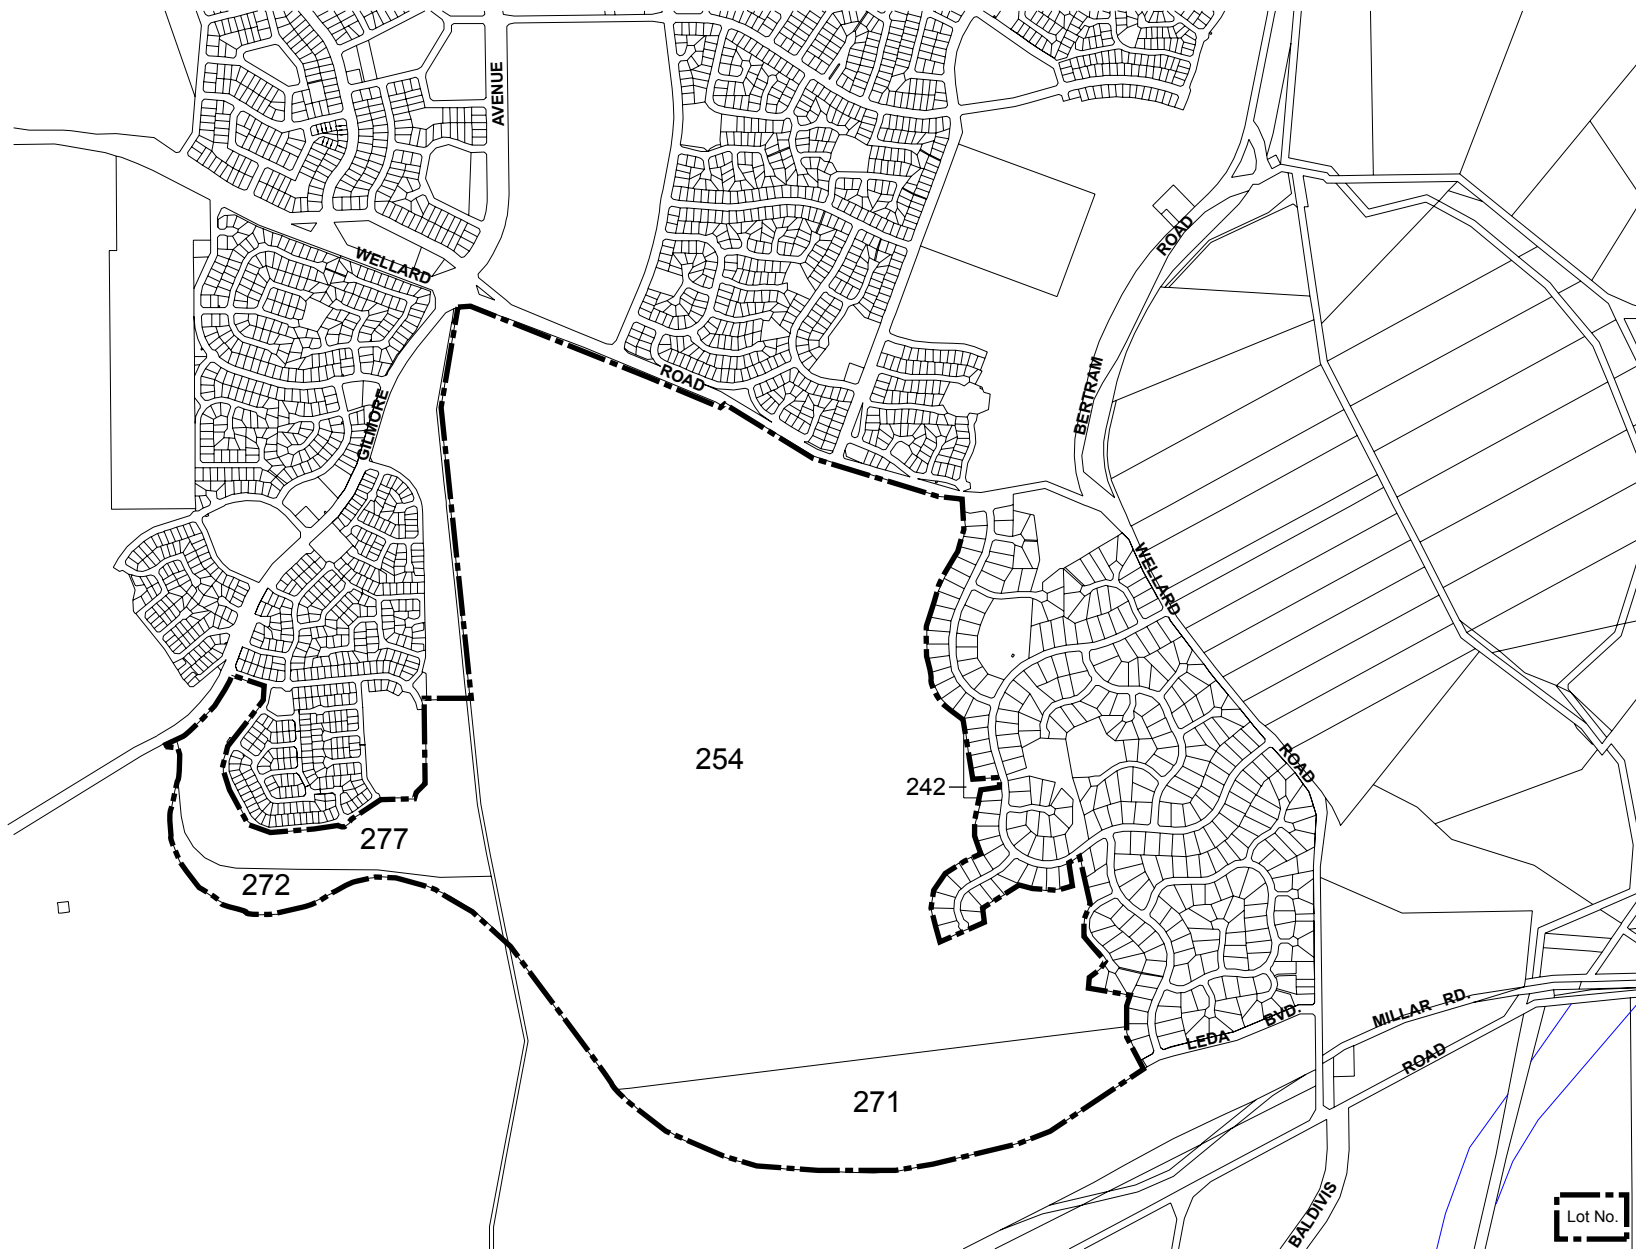 AVENUE
WELLARD
ROAD
GILMORE
ROAD
BERTRAM
WELLARD
ROAD
254
242
277
272
271
LEDA BVD.
MILLAR RD.
ROAD
BALDIVIS
Lot No.